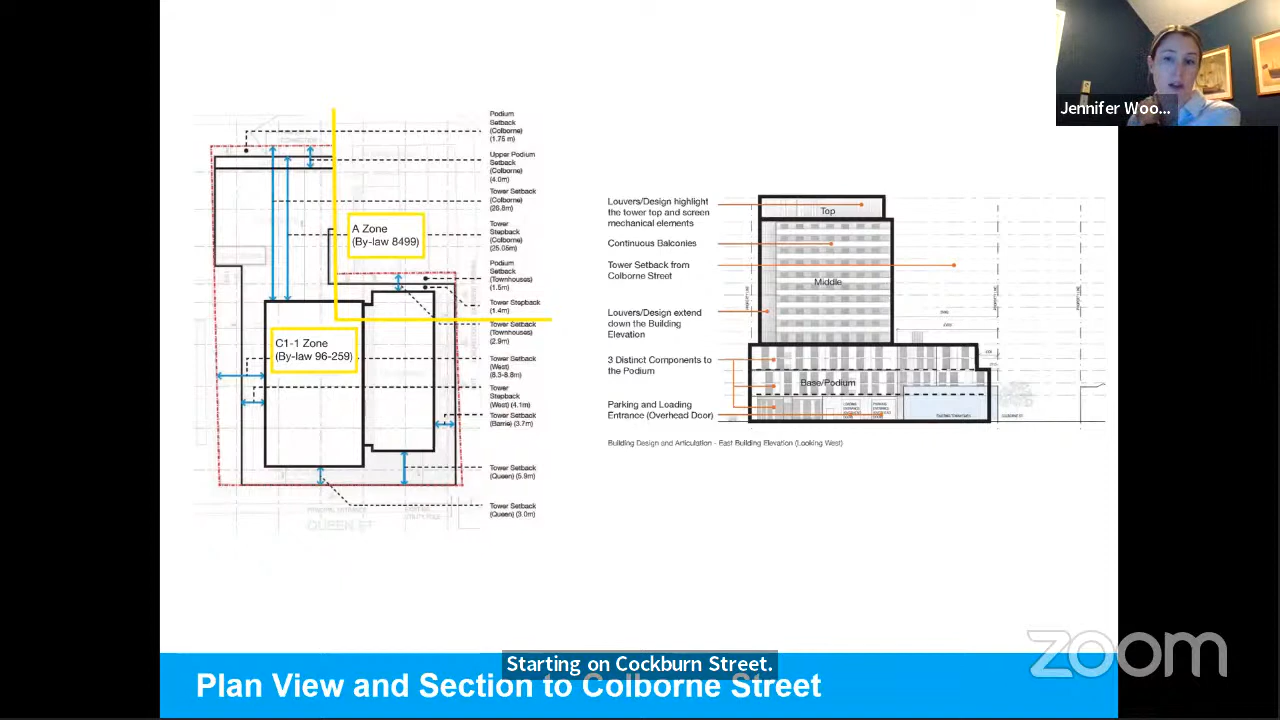 Jennifer Woo...
Podium
Setback
(Colborne)
(1.75 m)
Upper Podium
Setback
(Colborne)
(4.0m)
Tower Setback
(Colborne)
(26.8m)
Tower
Stepback
(Colborne)
(25.05m)
Podium
Setback
(Townhouses)
(1.5m)
Tower Stepback
(1.4m)
Tower Setback
(Townhouses)
(2.9m)
Tower Setback
(West)
(8.3-8.8m)
Tower
Stepback
(West) (4.1m)
Tower Setback
(Barrie) (3.7m)
Tower Setback
(Queen) (5.9m)
Tower Setback
(Queen) (3.0m)
A Zone
(By-law 8499)
C1-1 Zone
(By-law 96-259)
QUEEN ST
Louvers/Design highlight
the tower top and screen
mechanical elements
Continuous Balconies
Tower Setback from
Colborne Street
Louvers/Design extend
down the Building
Elevation
3 Distinct Components to
the Podium
Parking and Loading
Entrance (Overhead Door)
Top
Middle
Base/Podium
Building Design and Articulation - East Building Elevation (Looking West)
zoom
Starting on Cockburn Street.
Plan View and Section to Colborne Street